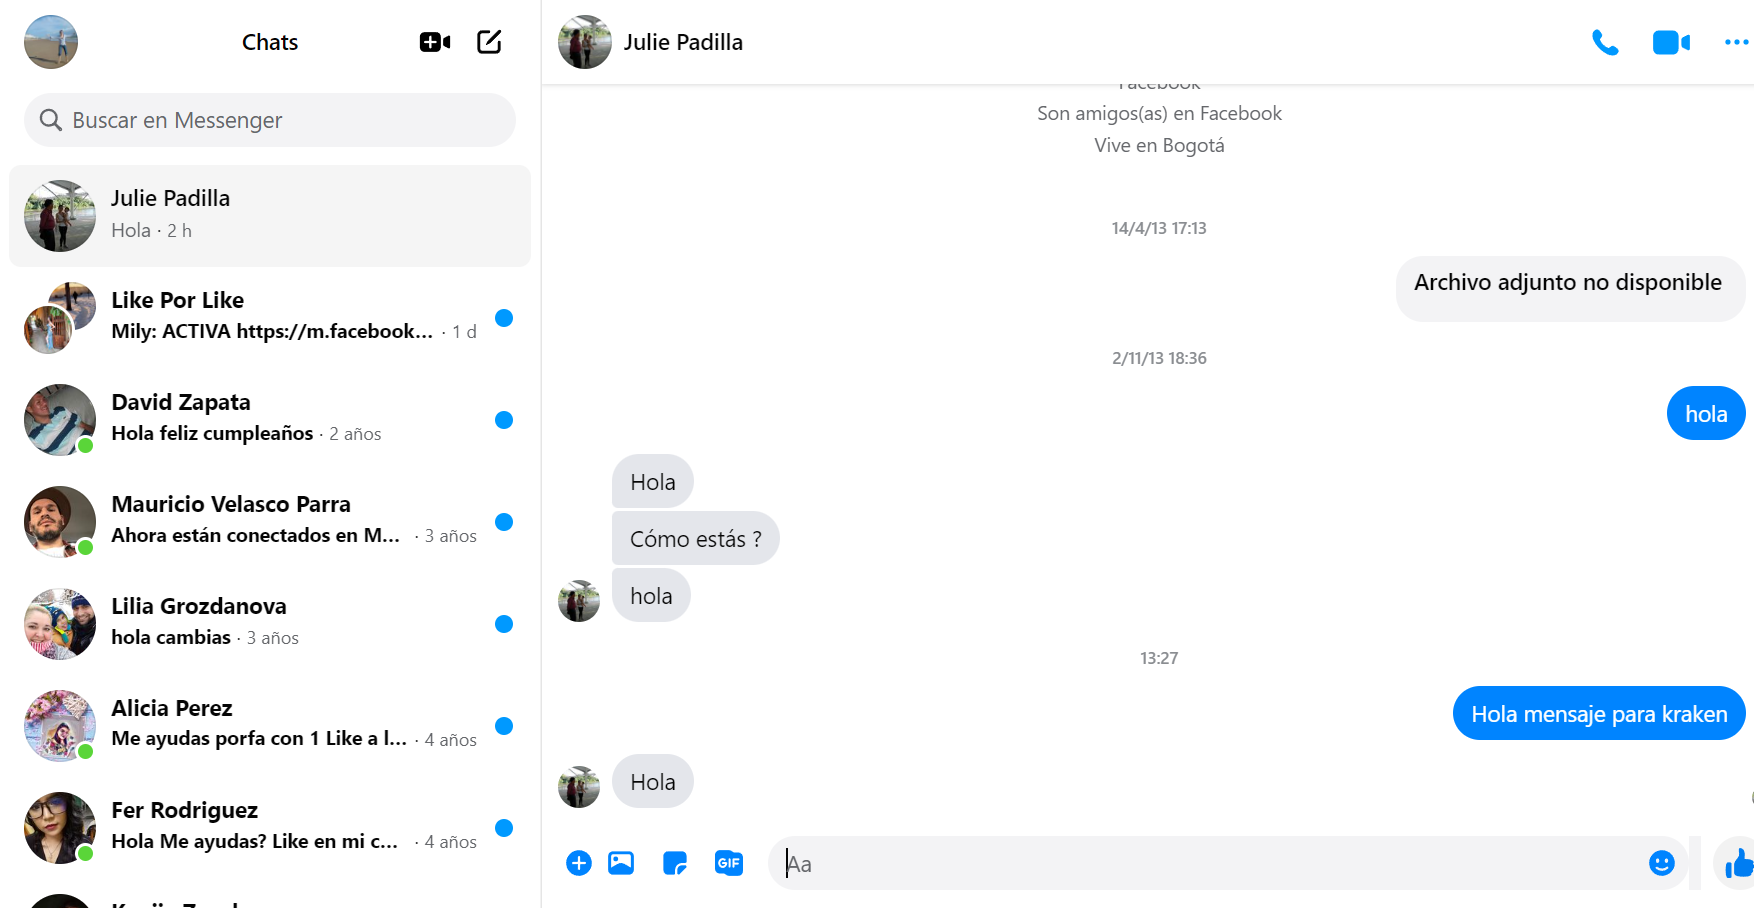 Chats
Buscar en Messenger
Julie Padilla
Hola · 2 h
Like Por Like
Mily: ACTIVA https://m.facebook... · 1 d
David Zapata
Hola feliz cumpleaños · 2 años
Mauricio Velasco Parra
Ahora están conectados en M... · 3 años
Lilia Grozdanova
hola cambias · 3 años
Alicia Perez
Me ayudas porfa con 1 Like a l... · 4 años
Fer Rodriguez
Hola Me ayudas? Like en mi c... · 4 años
Julie Padilla
Facebook
Son amigos(as) en Facebook
Vive en Bogotá
14/4/13 17:13
Archivo adjunto no disponible
2/11/13 18:36
hola
Hola
Cómo estás ?
hola
13:27
Hola mensaje para kraken
Hola
GIF
Aa